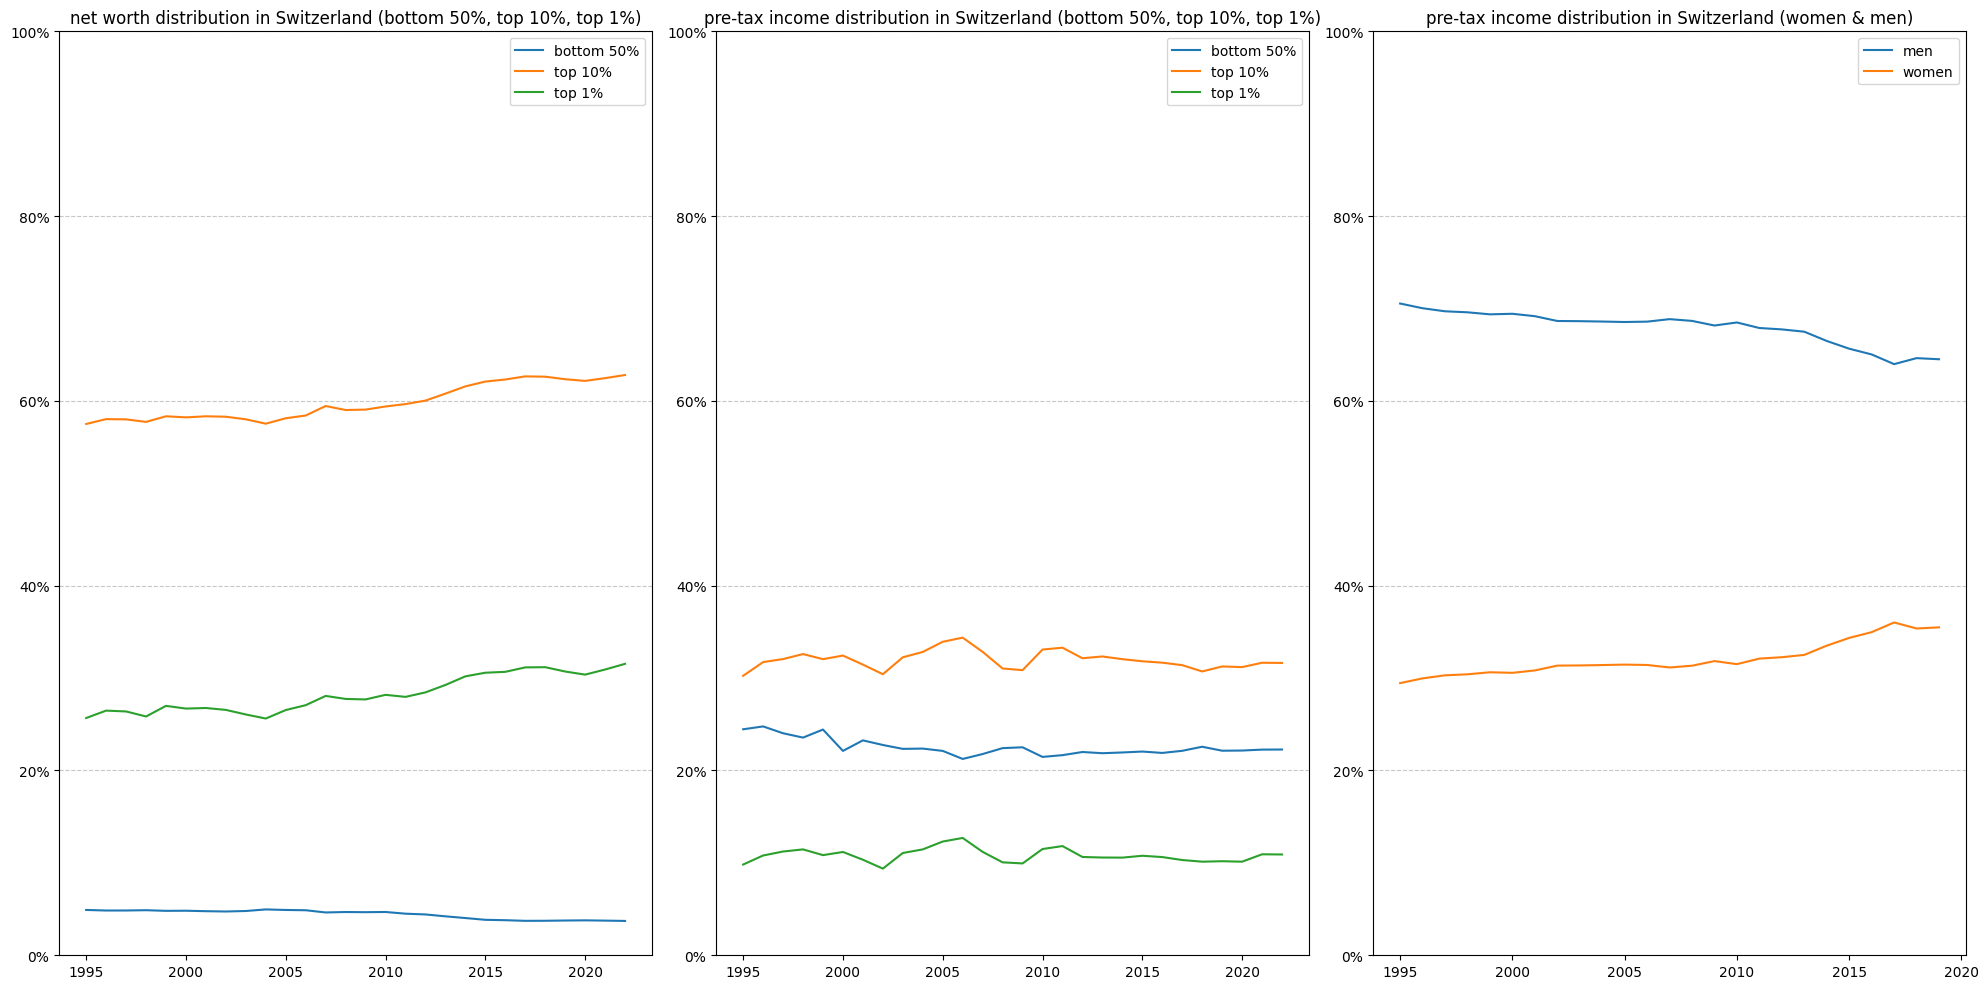 net worth distribution in Switzerland (bottom 50%, top 10%, top 1%)
100%
80%
60%
40%
20%
0%
1995 2000 2005 2010 2015 2020
bottom 50%
top 10%
top 1%
pre-tax income distribution in Switzerland (bottom 50%, top 10%, top 1%)
100%
80%
60%
40%
20%
0%
1995 2000 2005 2010 2015 2020
bottom 50%
top 10%
top 1%
pre-tax income distribution in Switzerland (women & men)
100%
80%
60%
40%
20%
0%
1995 2000 2005 2010 2015 2020
men
women